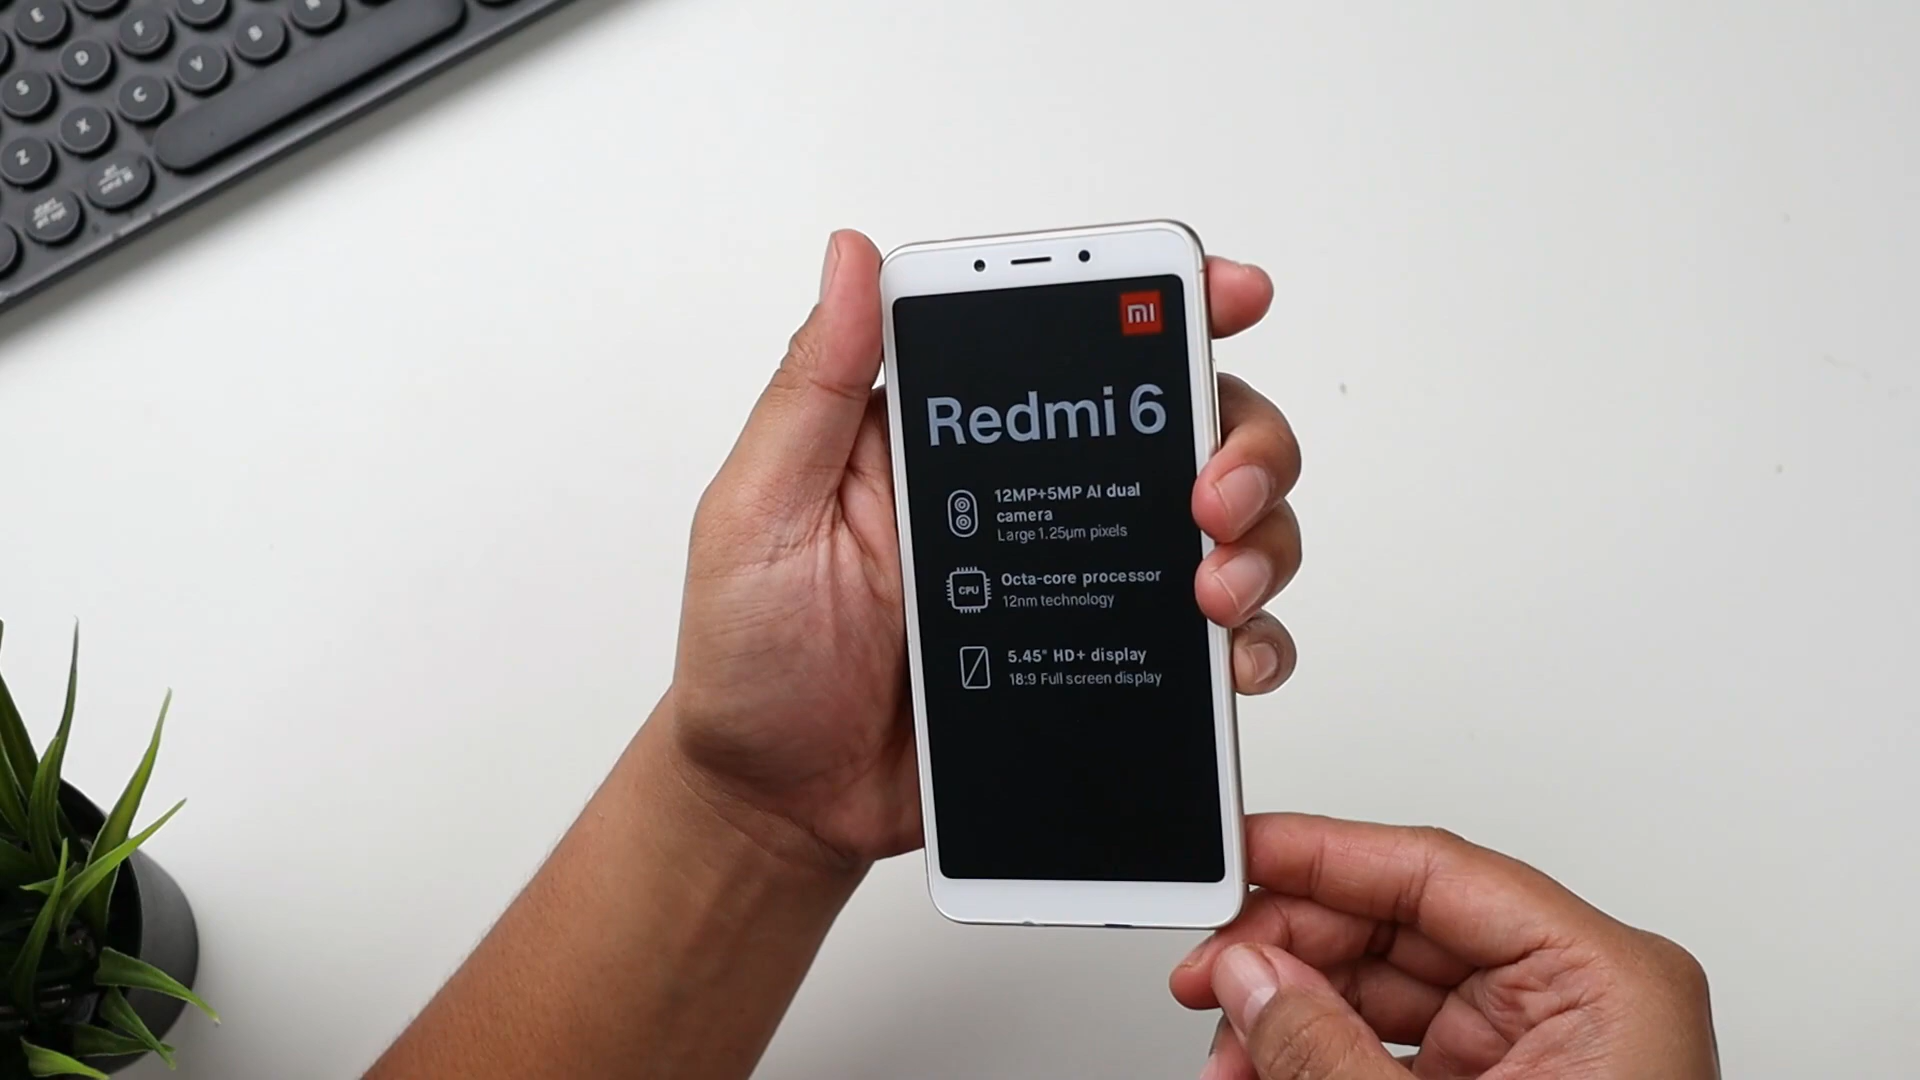 E
F
G
B
N
D
V
S
C
X
Z
mi
Redmi 6
12MP+5MP AI dual
camera
Large 1.25μm pixels
CPU
Octa-core processor
12nm technology
5.45" HD+ display
18:9 Full screen display